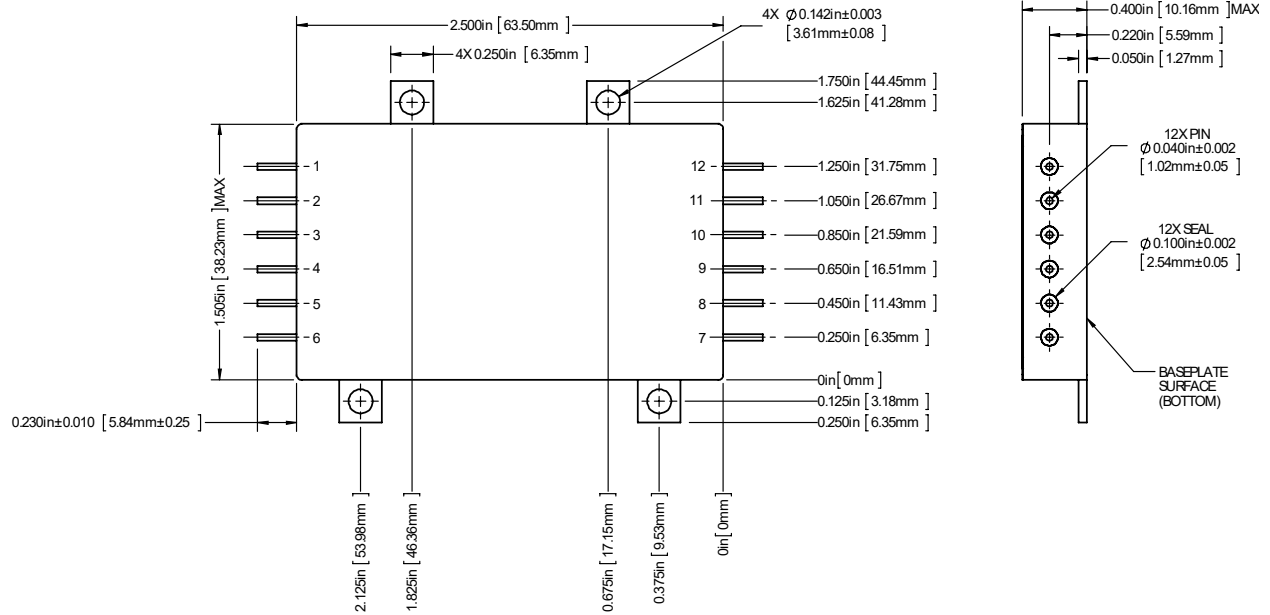 2.500in [ 63.50mm ]
4X Ø 0.142in±0.003
[ 3.61mm±0.08 ]
0.400in [ 10.16mm ]MAX
0.220in [ 5.59mm ]
0.050in [ 1.27mm ]
4X 0.250in [ 6.35mm ]
1.750in [ 44.45mm ]
1.625in [ 41.28mm ]
1.505in [ 38.23mm ]MAX
1
2
3
4
5
6
12
11
10
9
8
7
1.250in [ 31.75mm ]
1.050in [ 26.67mm ]
0.850in [ 21.59mm ]
0.650in [ 16.51mm ]
0.450in [ 11.43mm ]
0.250in [ 6.35mm ]
0in [ 0mm ]
0.125in [ 3.18mm ]
0.250in [ 6.35mm ]
12X PIN
Ø 0.040in±0.002
[ 1.02mm±0.05 ]
12X SEAL
Ø 0.100in±0.002
[ 2.54mm±0.05 ]
BASEPLATE
SURFACE
(BOTTOM)
0.230in±0.010 [ 5.84mm±0.25 ]
2.125in [ 53.98mm ]
1.825in [ 46.36mm ]
0.675in [ 17.15mm ]
0.375in [ 9.53mm ]
0in [ 0mm ]